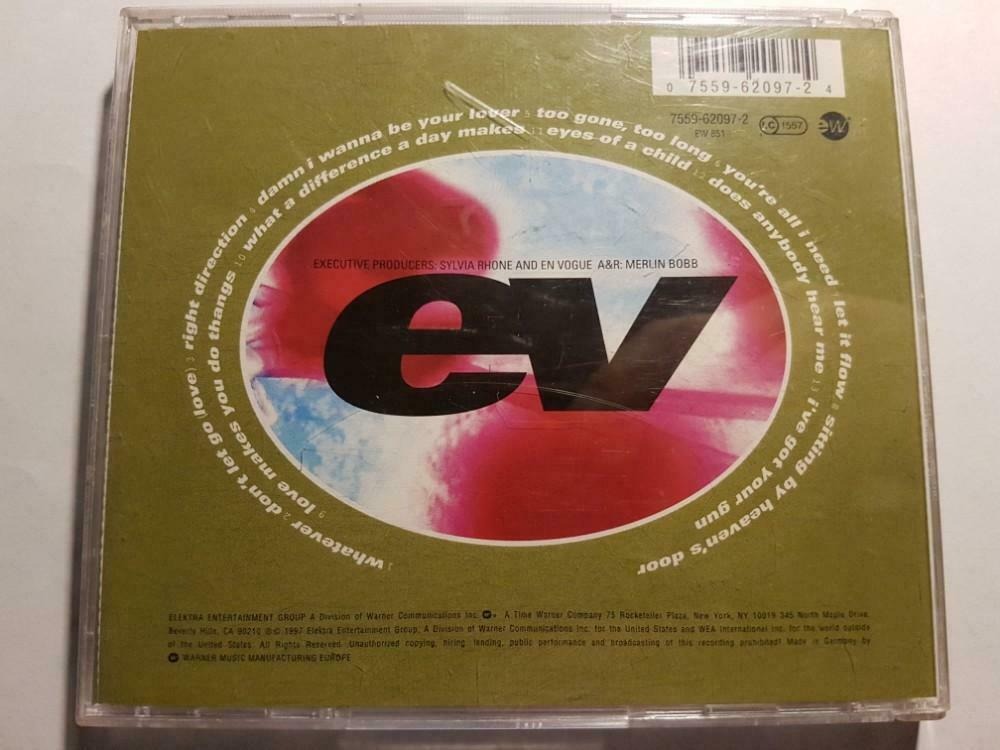 0 7559-62097-2 4
7559-62097-2
EW 851
LC 1557
ew
1 whatever 2 don't let go (love) 3 right direction 4 damn i wanna be your lover 5 too gone, too long 6 you're all i need 7 let it flow 8 sitting by heaven's door
9 love makes you do thangs 10 what a difference a day makes 11 eyes of a child 12 does anybody hear me 13 i've got your gun
EXECUTIVE PRODUCERS: SYLVIA RHONE AND EN VOGUE A&R: MERLIN BOBB
ev
ELEKTRA ENTERTAINMENT GROUP A Division of Warner Communications Inc. A Time Warner Company 75 Rockefeller Plaza, New York, NY 10019 345 North Maple Drive,
Beverly Hills, CA 90210 ℗© 1997 Elektra Entertainment Group, A Division of Warner Communications Inc. for the United States and WEA International Inc. for the world outside
of the United States. All Rights Reserved. Unauthorized copying, hiring, lending, public performance and broadcasting of this recording prohibited! Made in Germany by
WARNER MUSIC MANUFACTURING EUROPE